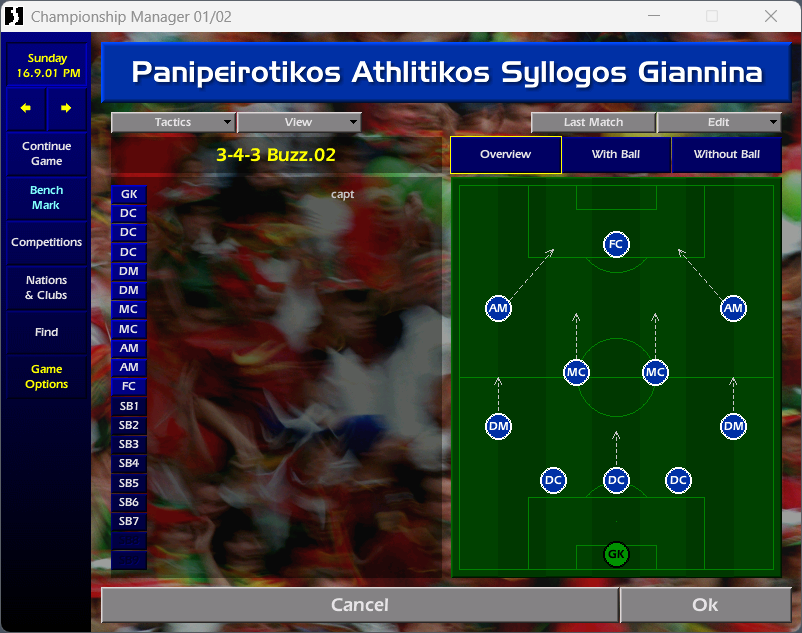 Championship Manager 01/02
Sunday
16.9.01 PM
Continue
Game
Bench
Mark
Competitions
Nations
& Clubs
Find
Game
Options
Panipeirotikos Athlitikos Syllogos Giannina
Tactics
View
Last Match
Edit
3-4-3 Buzz.02
Overview
With Ball
Without Ball
GK
capt
DC
DC
DC
DM
DM
MC
MC
AM
AM
FC
SB1
SB2
SB3
SB4
SB5
SB6
SB7
FC
AM
AM
MC
MC
DM
DM
DC
DC
DC
GK
Cancel
Ok